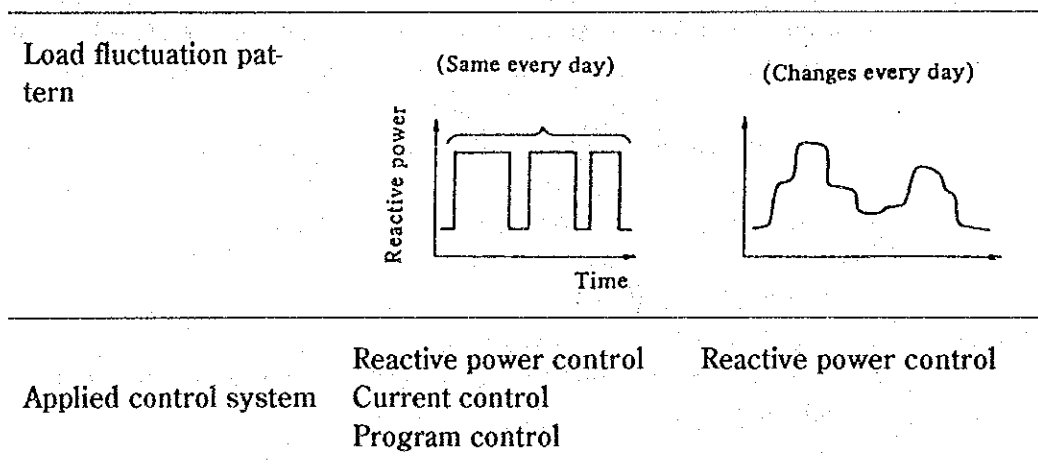 Load fluctuation pat-
tern
(Same every day)
(Changes every day)
Reactive power
Time
Reactive power control
Reactive power control
Applied control system
Current control
Program control